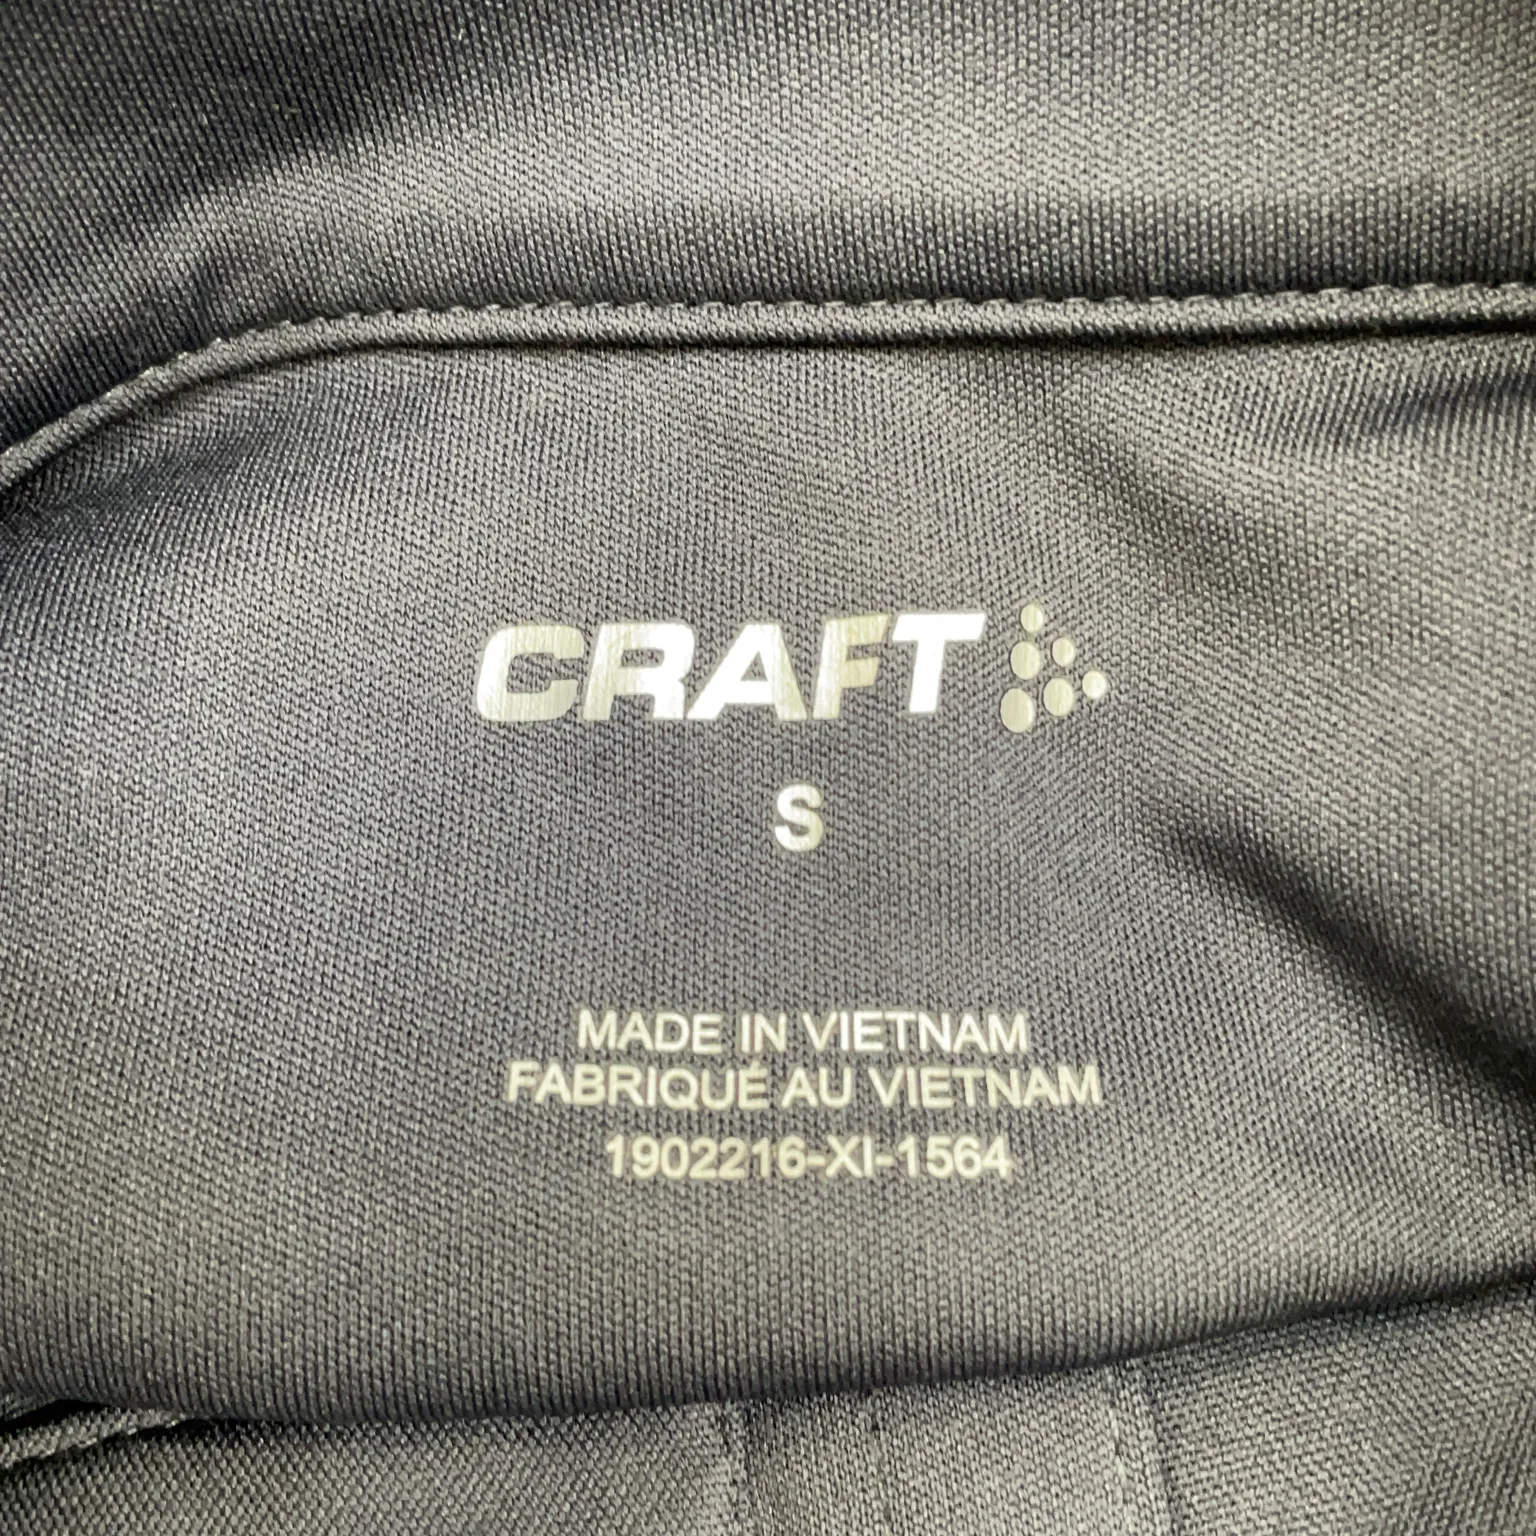 CRAFT
S
MADE IN VIETNAM
FABRIQUÉ AU VIETNAM
1902216-XI-1564